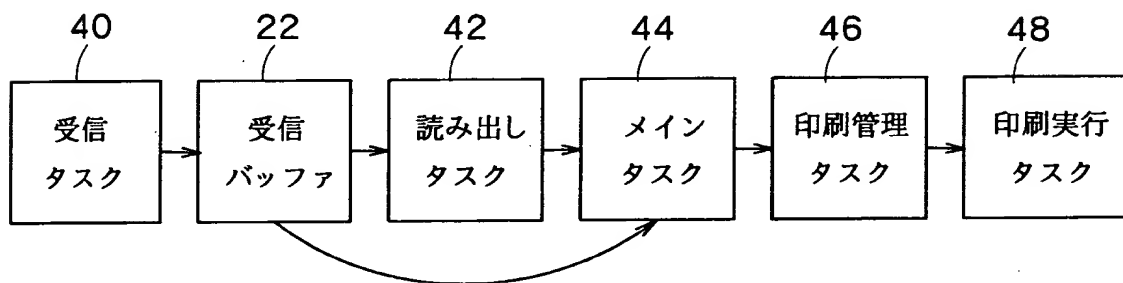 40
22
42
44
46
48
受信
タスク
受信
バッファ
読み出し
タスク
メイン
タスク
印刷管理
タスク
印刷実行
タスク